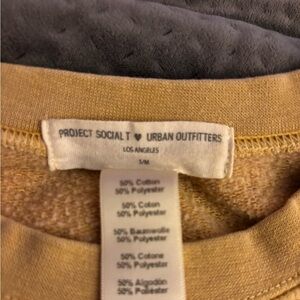 PROJECT SOCIAL T ♥ URBAN OUTFITTERS
LOS ANGELES
S/M
50% Cotton
50% Polyester
50% Coton
50% Polyester
50% Baumwolle
50% Polyester
50% Cotone
50% Polyester
50% Algodón
50% Poliéster